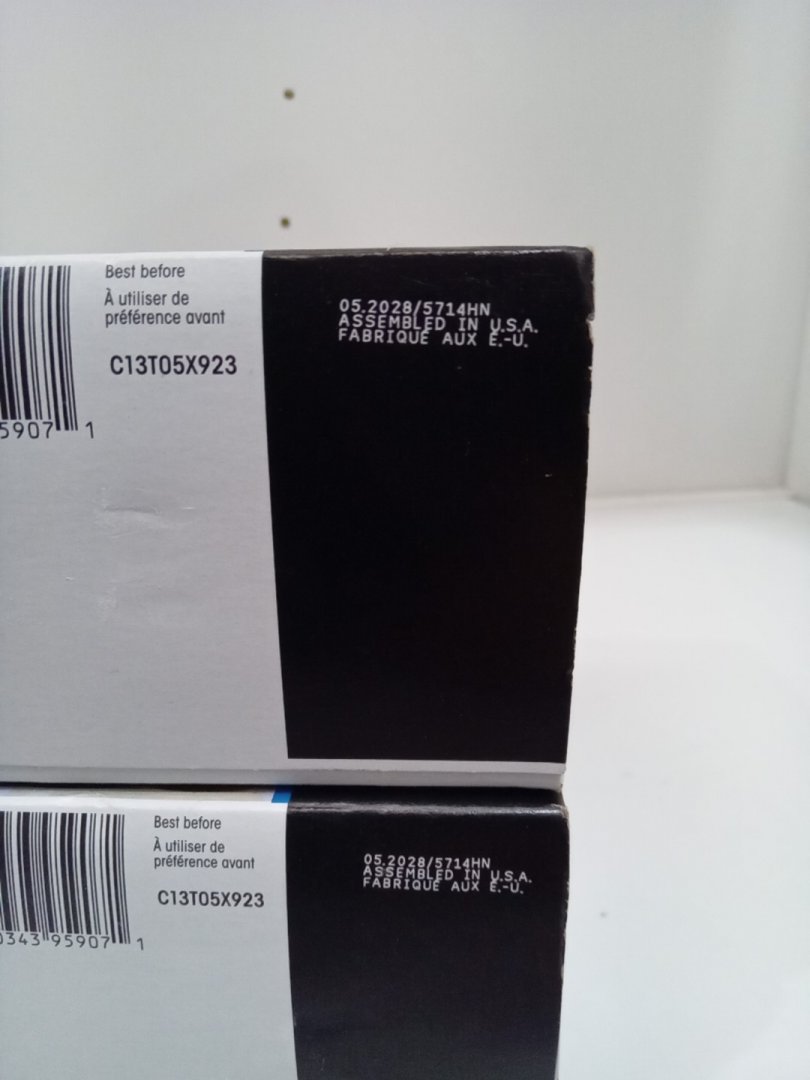 Best before
À utiliser de
préférence avant
C13T05X923
5907 1
05.2028/5714HN
ASSEMBLED IN U.S.A.
FABRIQUÉ AUX É.-U.
Best before
À utiliser de
préférence avant
C13T05X923
0343 95907 1
05.2028/5714HN
ASSEMBLED IN U.S.A.
FABRIQUÉ AUX É.-U.